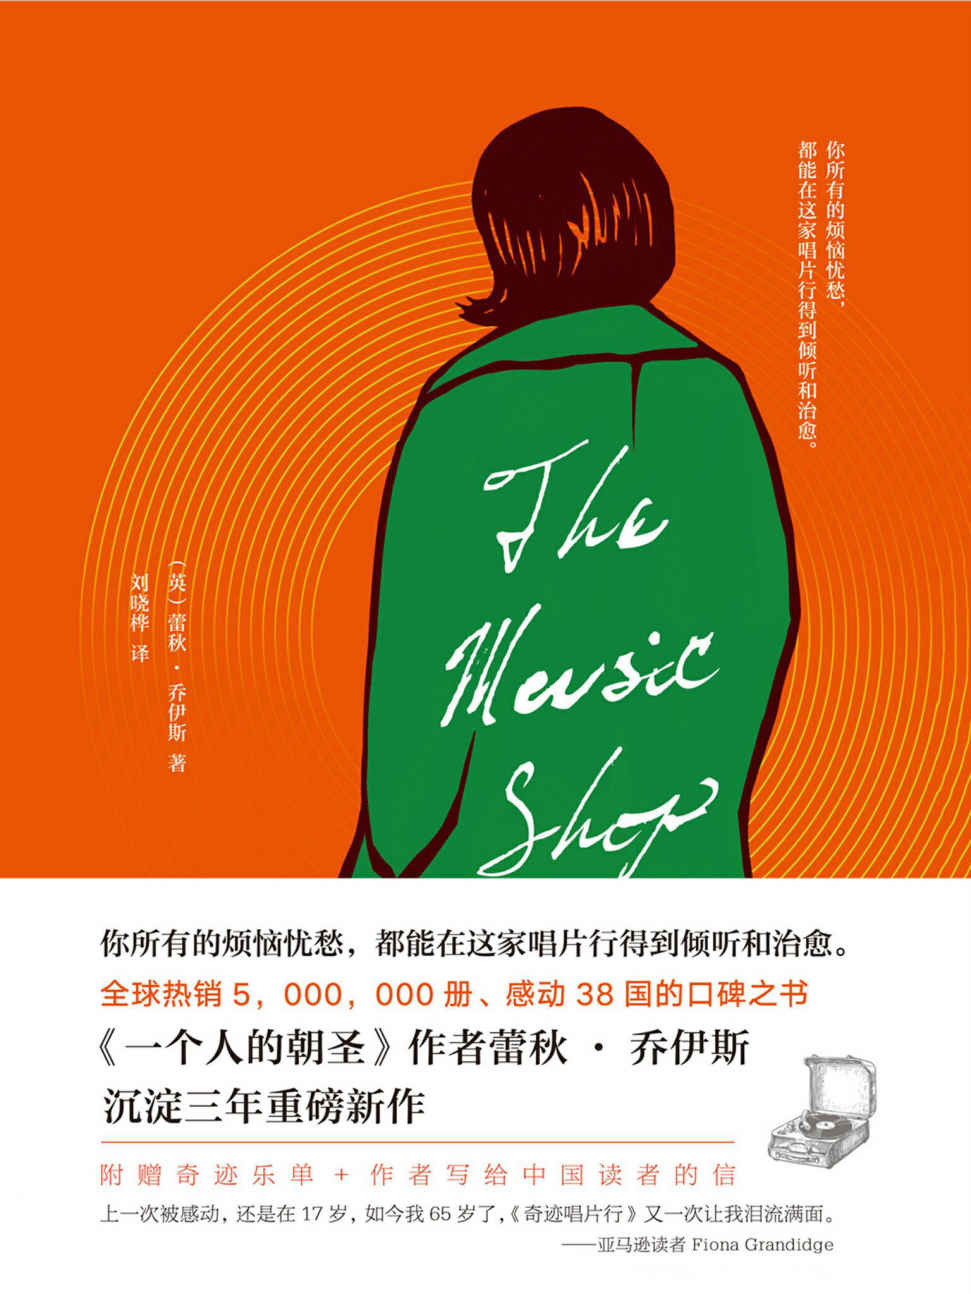 你所有的烦恼忧愁，
都能在这家唱片行得到倾听和治愈。
The
Music
Shop
（英）蕾秋·乔伊斯 著
刘晓桦 译
你所有的烦恼忧愁，都能在这家唱片行得到倾听和治愈。
全球热销 5，000，000 册、感动 38 国的口碑之书
《一个人的朝圣》作者蕾秋 · 乔伊斯
沉淀三年重磅新作
附赠奇迹乐单 + 作者写给中国读者的信
上一次被感动，还是在 17 岁，如今我 65 岁了，《奇迹唱片行》又一次让我泪流满面。
——亚马逊读者 Fiona Grandidge